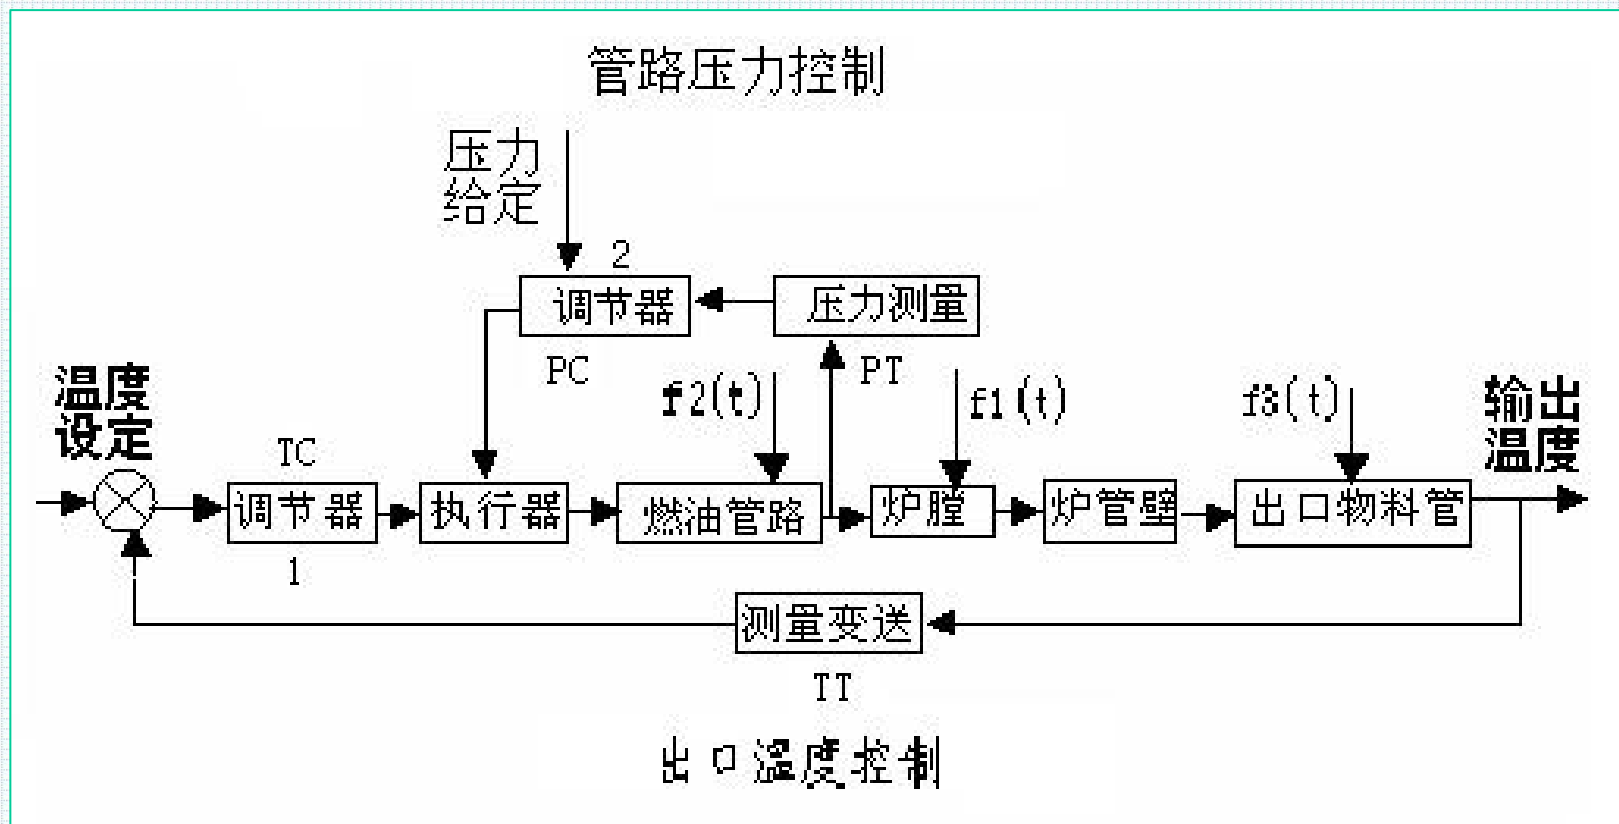 管路压力控制
压力
给定
2
调节器
压力测量
PC
PT
温度
设定
f2(t)
f1(t)
f3(t)
输出
温度
TC
调节器
执行器
燃油管路
炉膛
炉管壁
出口物料管
1
测量变送
TT
出口温度控制